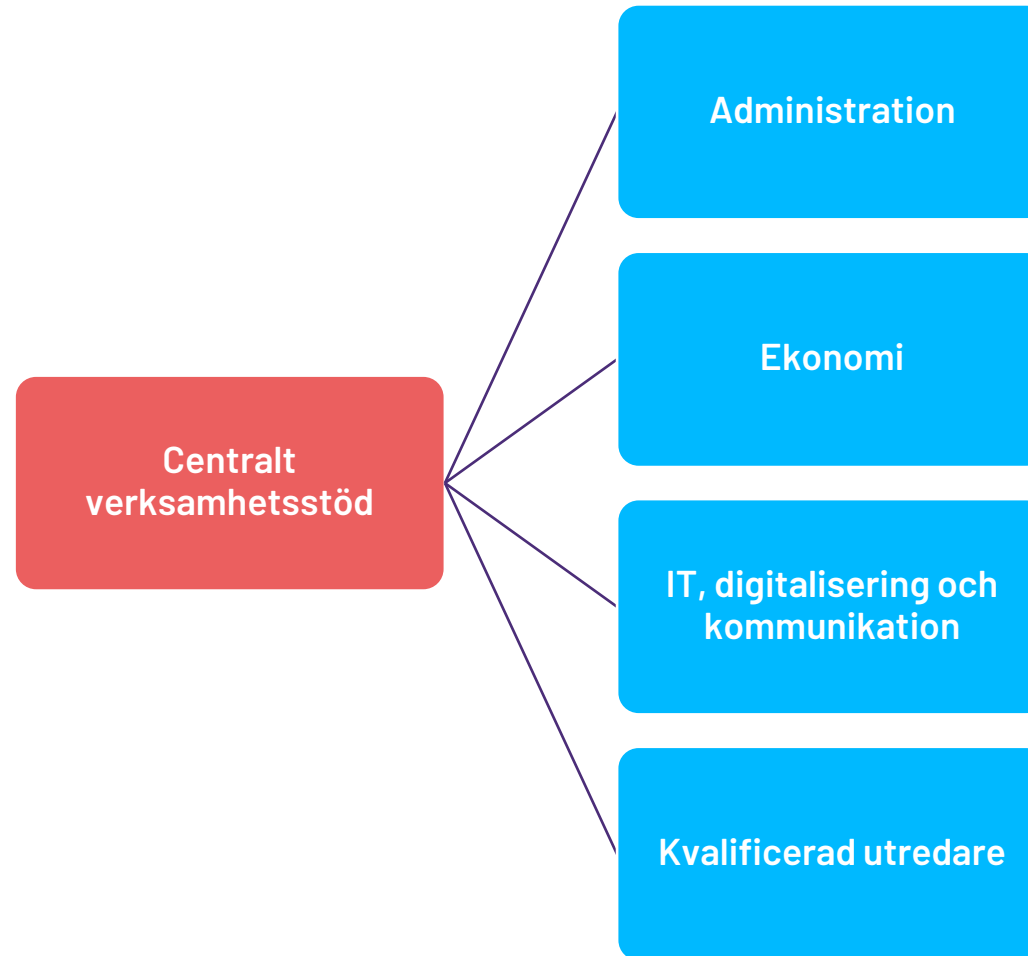 Administration
Ekonomi
Centralt
verksamhetsstöd
IT, digitalisering och
kommunikation
Kvalificerad utredare